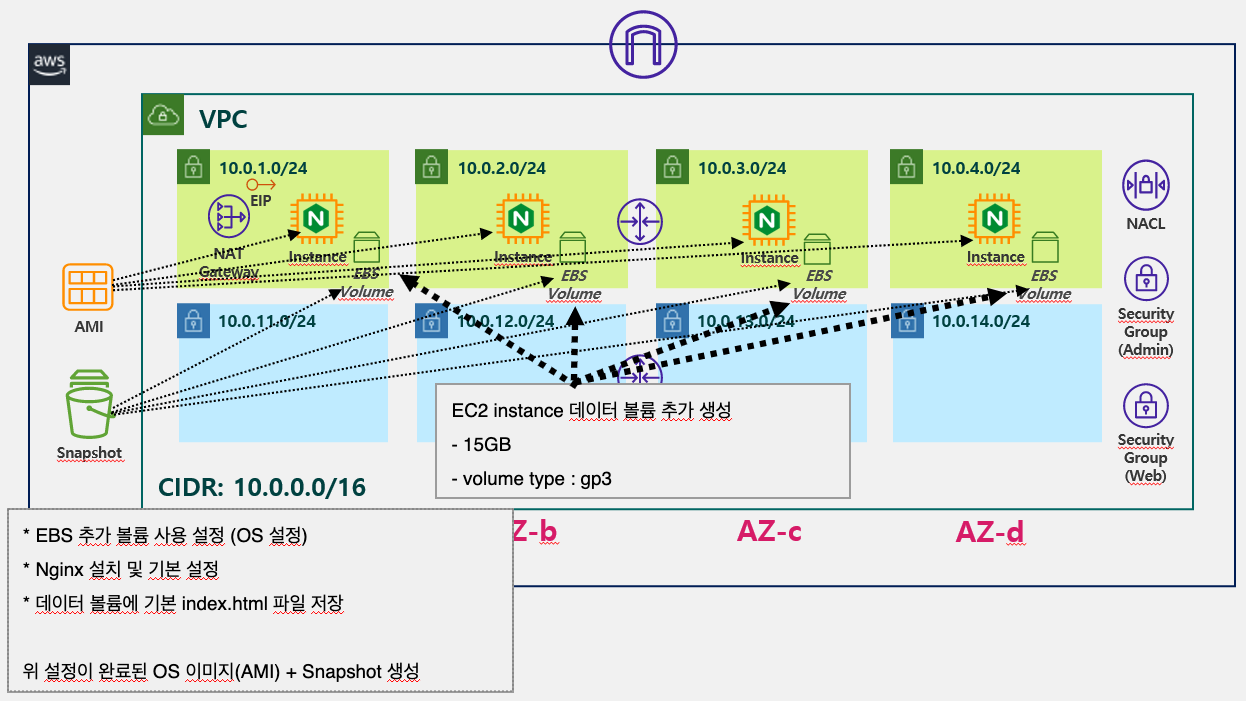 aws
VPC
10.0.1.0/24
10.0.2.0/24
10.0.3.0/24
10.0.4.0/24
EIP
NAT
Gateway
Instance
EBS
Volume
Instance
EBS
Volume
Instance
EBS
Volume
Instance
EBS
Volume
NACL
AMI
10.0.11.0/24
10.0.12.0/24
10.0.13.0/24
10.0.14.0/24
Security
Group
(Admin)
Snapshot
EC2 instance 데이터 볼륨 추가 생성
- 15GB
- volume type : gp3
Security
Group
(Web)
CIDR: 10.0.0.0/16
Z-b
AZ-c
AZ-d
* EBS 추가 볼륨 사용 설정 (OS 설정)
* Nginx 설치 및 기본 설정
* 데이터 볼륨에 기본 index.html 파일 저장
위 설정이 완료된 OS 이미지(AMI) + Snapshot 생성